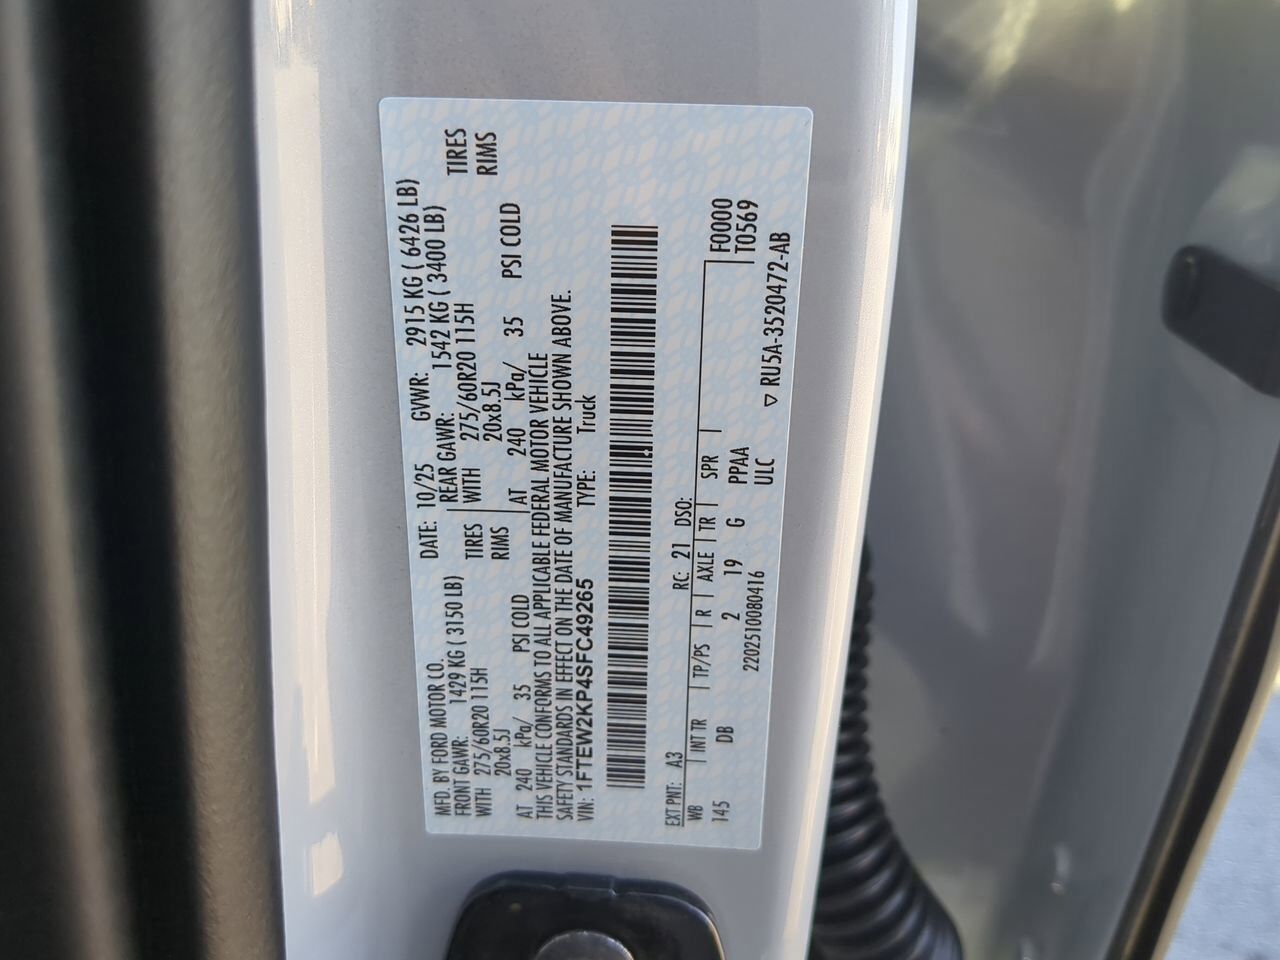 MFD. BY FORD MOTOR CO. DATE: 10/25 GVWR: 2915 KG ( 6426 LB)
FRONT GAWR: 1429 KG ( 3150 LB) REAR GAWR: 1542 KG ( 3400 LB)
WITH 275/60R20 115H TIRES WITH 275/60R20 115H TIRES
20x8.5J RIMS 20x8.5J RIMS
AT 240 kPa/ 35 PSI COLD AT 240 kPa/ 35 PSI COLD
THIS VEHICLE CONFORMS TO ALL APPLICABLE FEDERAL MOTOR VEHICLE
SAFETY STANDARDS IN EFFECT ON THE DATE OF MANUFACTURE SHOWN ABOVE.
VIN: 1FTEW2KP4SFC49265 TYPE: Truck
EXT PNT: A3 RC: 21 DSO:
WB INT TR TP/PS R AXLE TR SPR F0000
145 DB 2 19 G PPAA T0569
2202510080416 ULC ▽ RU5A-3520472-AB